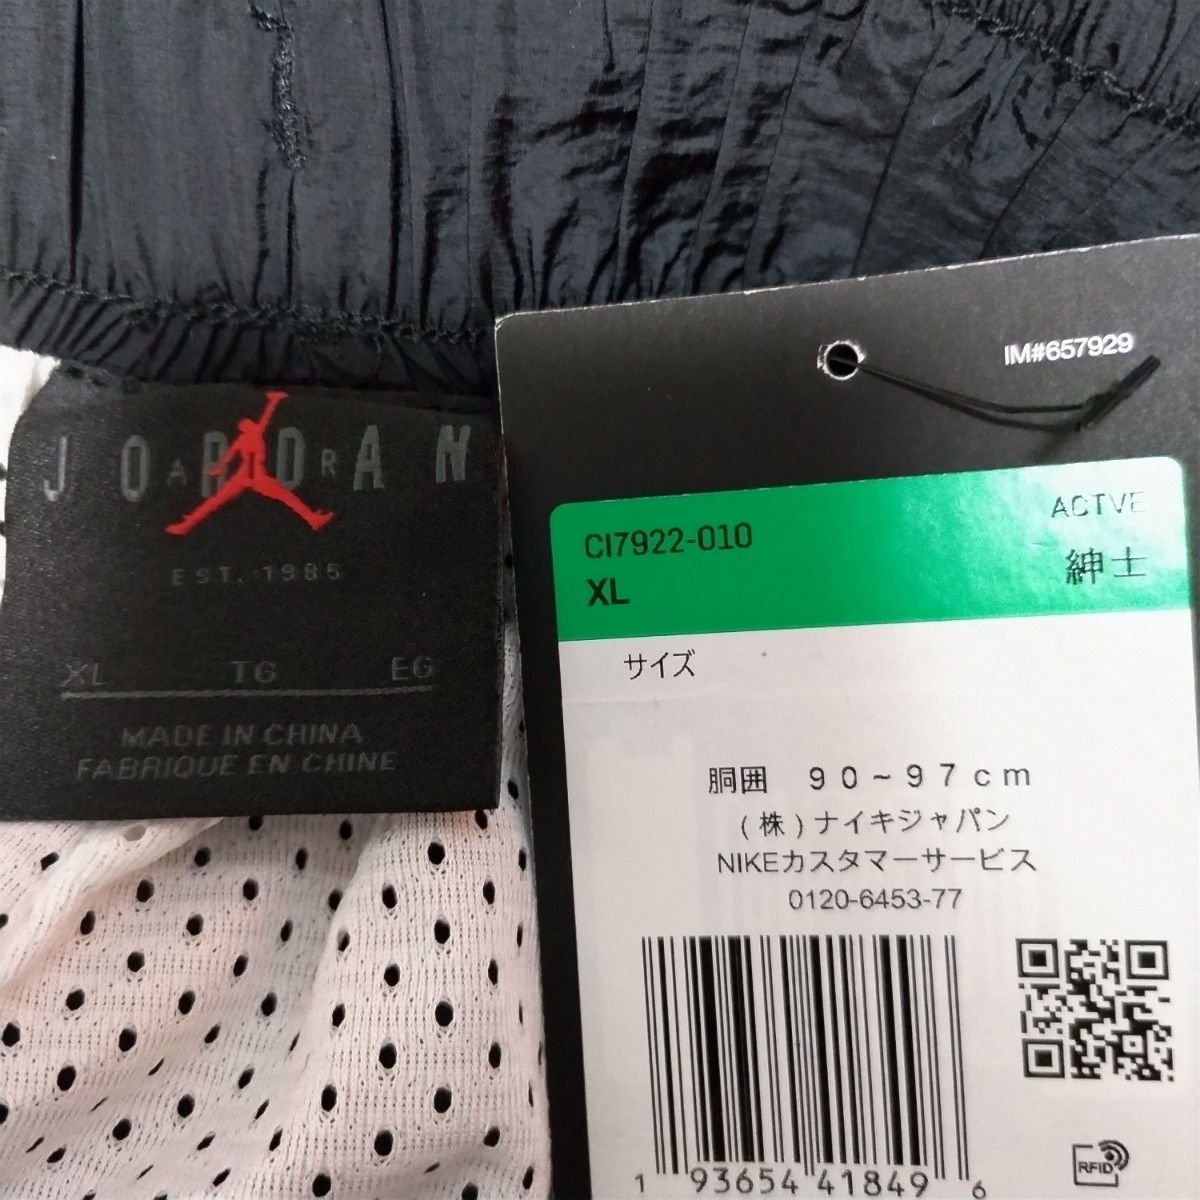 JORDAN
AIR
EST. 1985
XL TG EG
MADE IN CHINA
FABRIQUE EN CHINE
IM#657929
CI7922-010
XL
ACTVE
紳士
サイズ
胴囲 90~97cm
(株)ナイキジャパン
NIKEカスタマーサービス
0120-6453-77
1 93654 41849 6
RFID